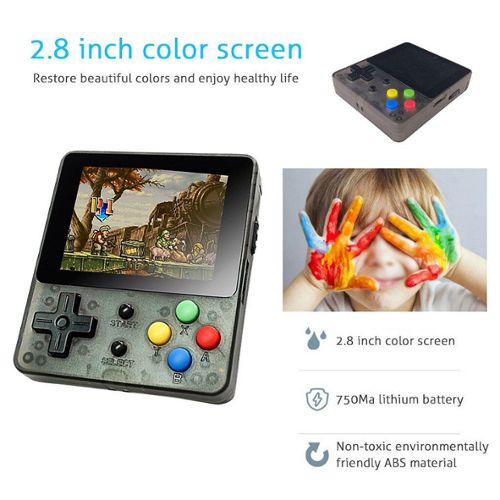 2.8 inch color screen
Restore beautiful colors and enjoy healthy life
START
SELECT
X
Y
A
B
2.8 inch color screen
750Ma lithium battery
Non-toxic environmentally
friendly ABS material